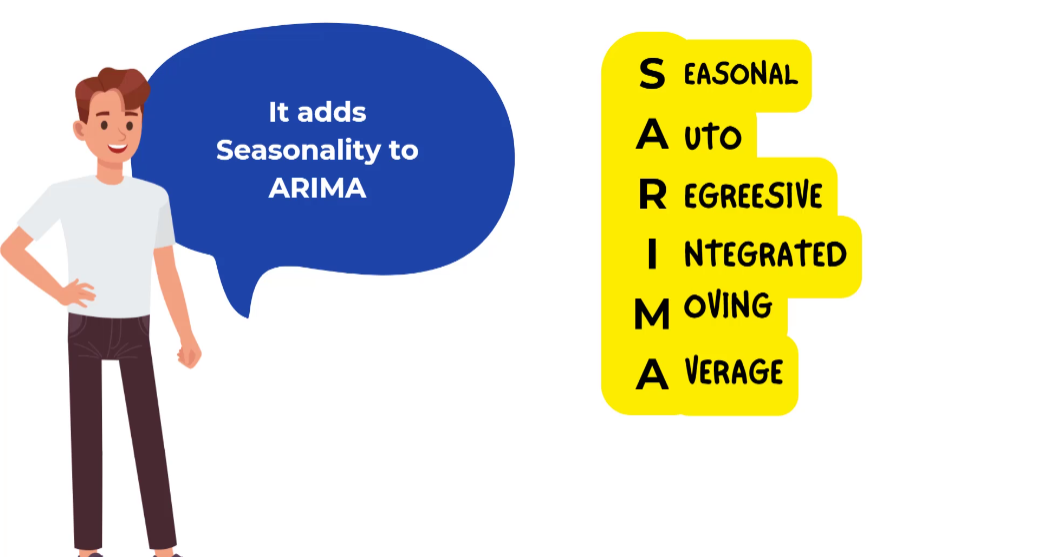 It adds
Seasonality to
ARIMA
S EASONAL
A UTO
R EGREESIVE
I NTEGRATED
M OVING
A VERAGE